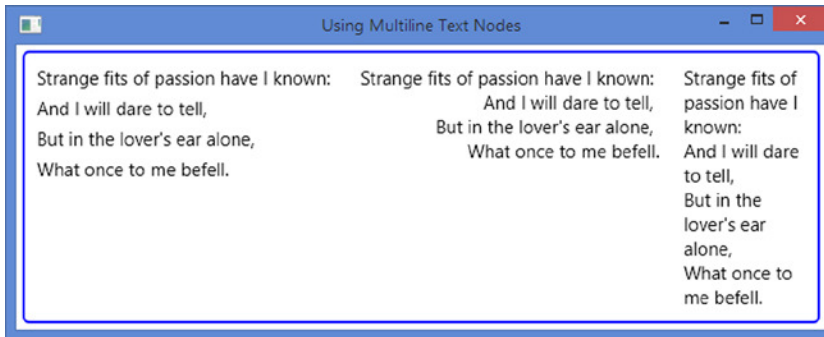 Using Multiline Text Nodes
Strange fits of passion have I known:
And I will dare to tell,
But in the lover's ear alone,
What once to me befell.
Strange fits of passion have I known:
And I will dare to tell,
But in the lover's ear alone,
What once to me befell.
Strange fits of
passion have I
known:
And I will dare
to tell,
But in the
lover's ear
alone,
What once to
me befell.